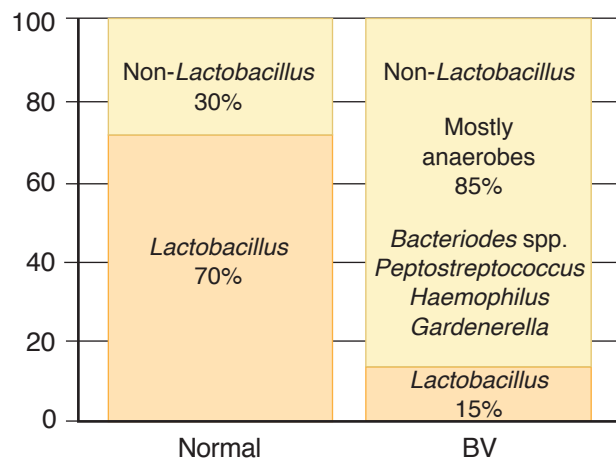 100
80
60
40
20
0
Non-Lactobacillus
30%
Lactobacillus
70%
Non-Lactobacillus
Mostly
anaerobes
85%
Bacteriodes spp.
Peptostreptococcus
Haemophilus
Gardenerella
Lactobacillus
15%
Normal
BV